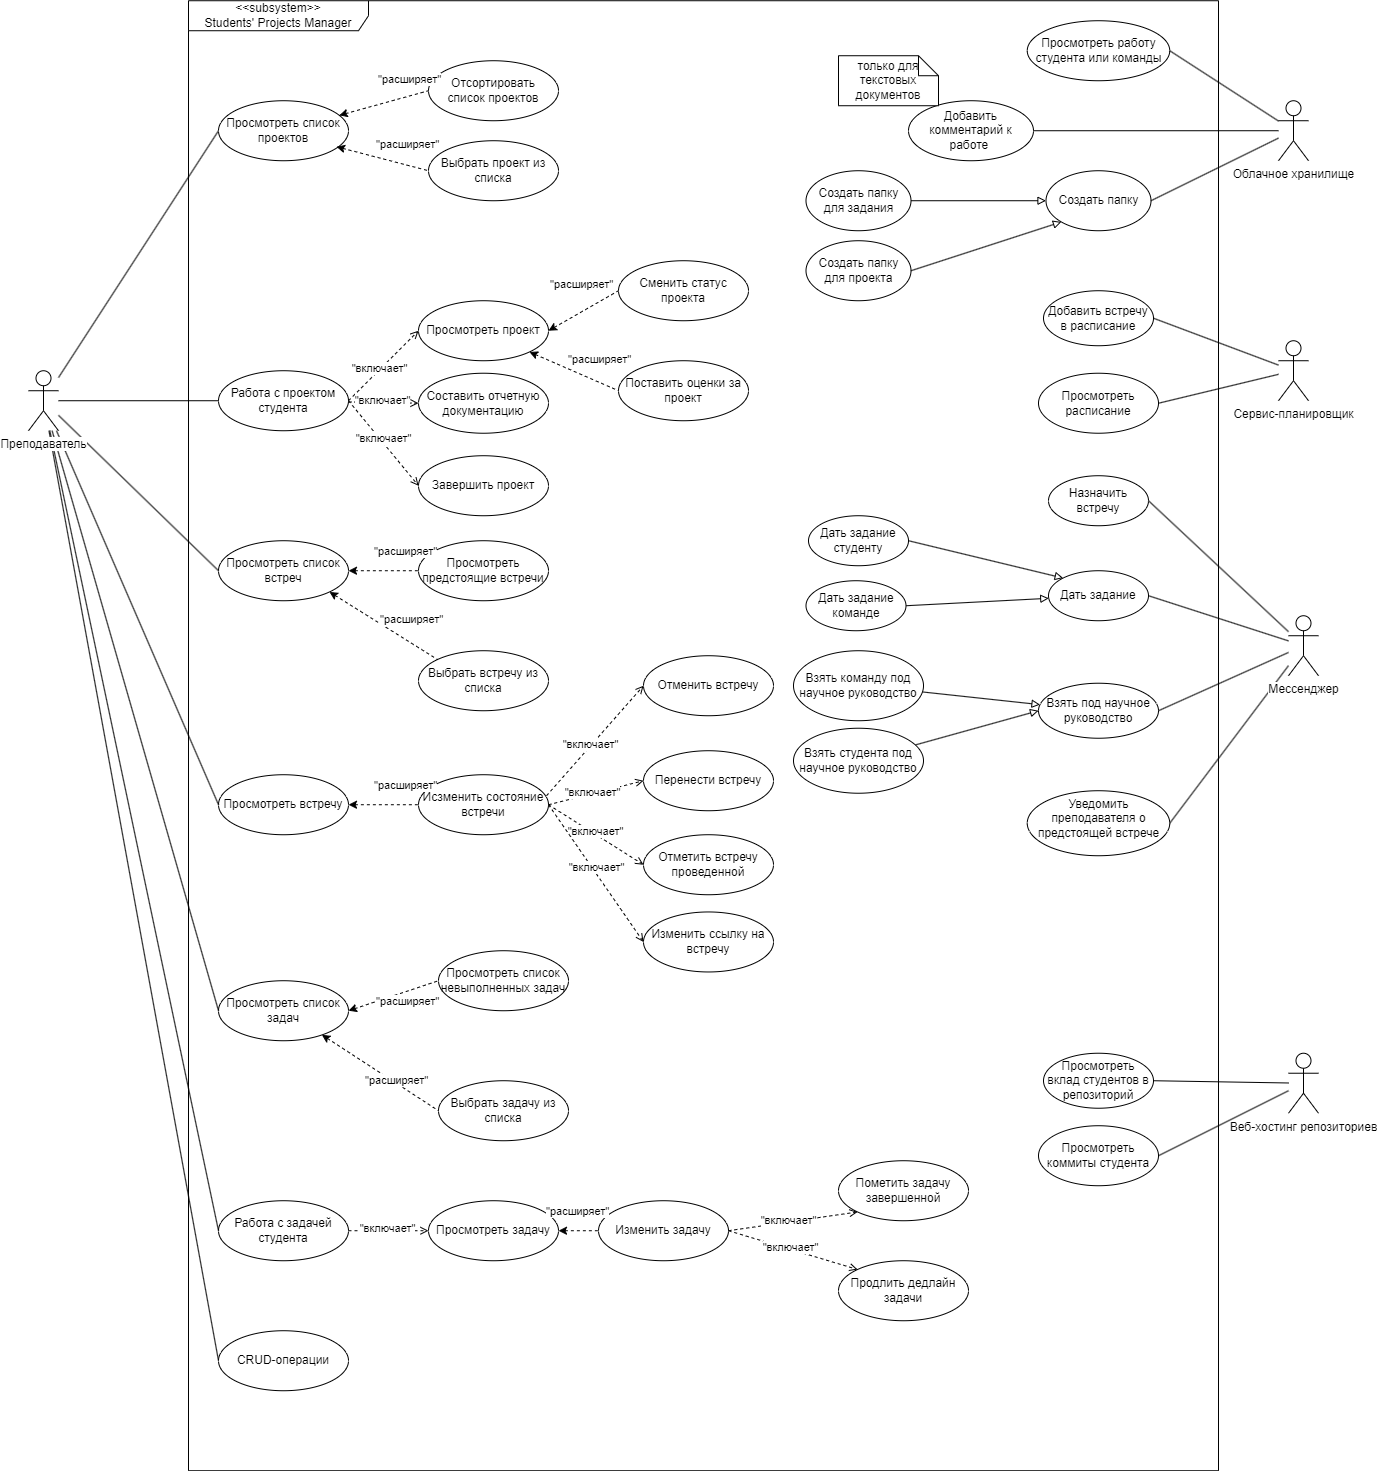 <<subsystem>>
Students' Projects Manager
Просмотреть работу
студента или команды
только для
текстовых
документов
"расширяет"
Отсортировать
список проектов
Просмотреть список
проектов
Добавить
комментарий к
работе
"расширяет"
Выбрать проект из
списка
Облачное хранилище
Создать папку
для задания
Создать папку
Создать папку
для проекта
"расширяет"
Сменить статус
проекта
Добавить встречу
в расписание
Просмотреть проект
"расширяет"
"включает"
Поставить оценки за
проект
Работа с проектом
студента
"включает"
Составить отчетную
документацию
Просмотреть
расписание
Сервис-планировщик
Преподаватель
"включает"
Завершить проект
Назначить
встречу
Дать задание
студенту
"расширяет"
Просмотреть список
встреч
Просмотреть
предстоящие встречи
Дать задание
Дать задание
команде
"расширяет"
Выбрать встречу из
списка
Отменить встречу
Взять команду под
научное руководство
Мессенджер
Взять под научное
руководство
"включает"
Перенести встречу
Взять студента под
научное руководство
"расширяет"
"включает"
Просмотреть встречу
Исзменить состояние
встречи
Уведомить
преподавателя о
предстоящей встрече
"включает"
Отметить встречу
проведенной
"включает"
Изменить ссылку на
встречу
Просмотреть список
невыполненных задач
Просмотреть список
задач
"расширяет"
"расширяет"
Выбрать задачу из
списка
Просмотреть
вклад студентов в
репозиторий
Веб-хостинг репозиториев
Просмотреть
коммиты студента
Пометить задачу
завершенной
"расширяет"
"включает"
Работа с задачей
студента
"включает"
Просмотреть задачу
Изменить задачу
"включает"
Продлить дедлайн
задачи
CRUD-операции